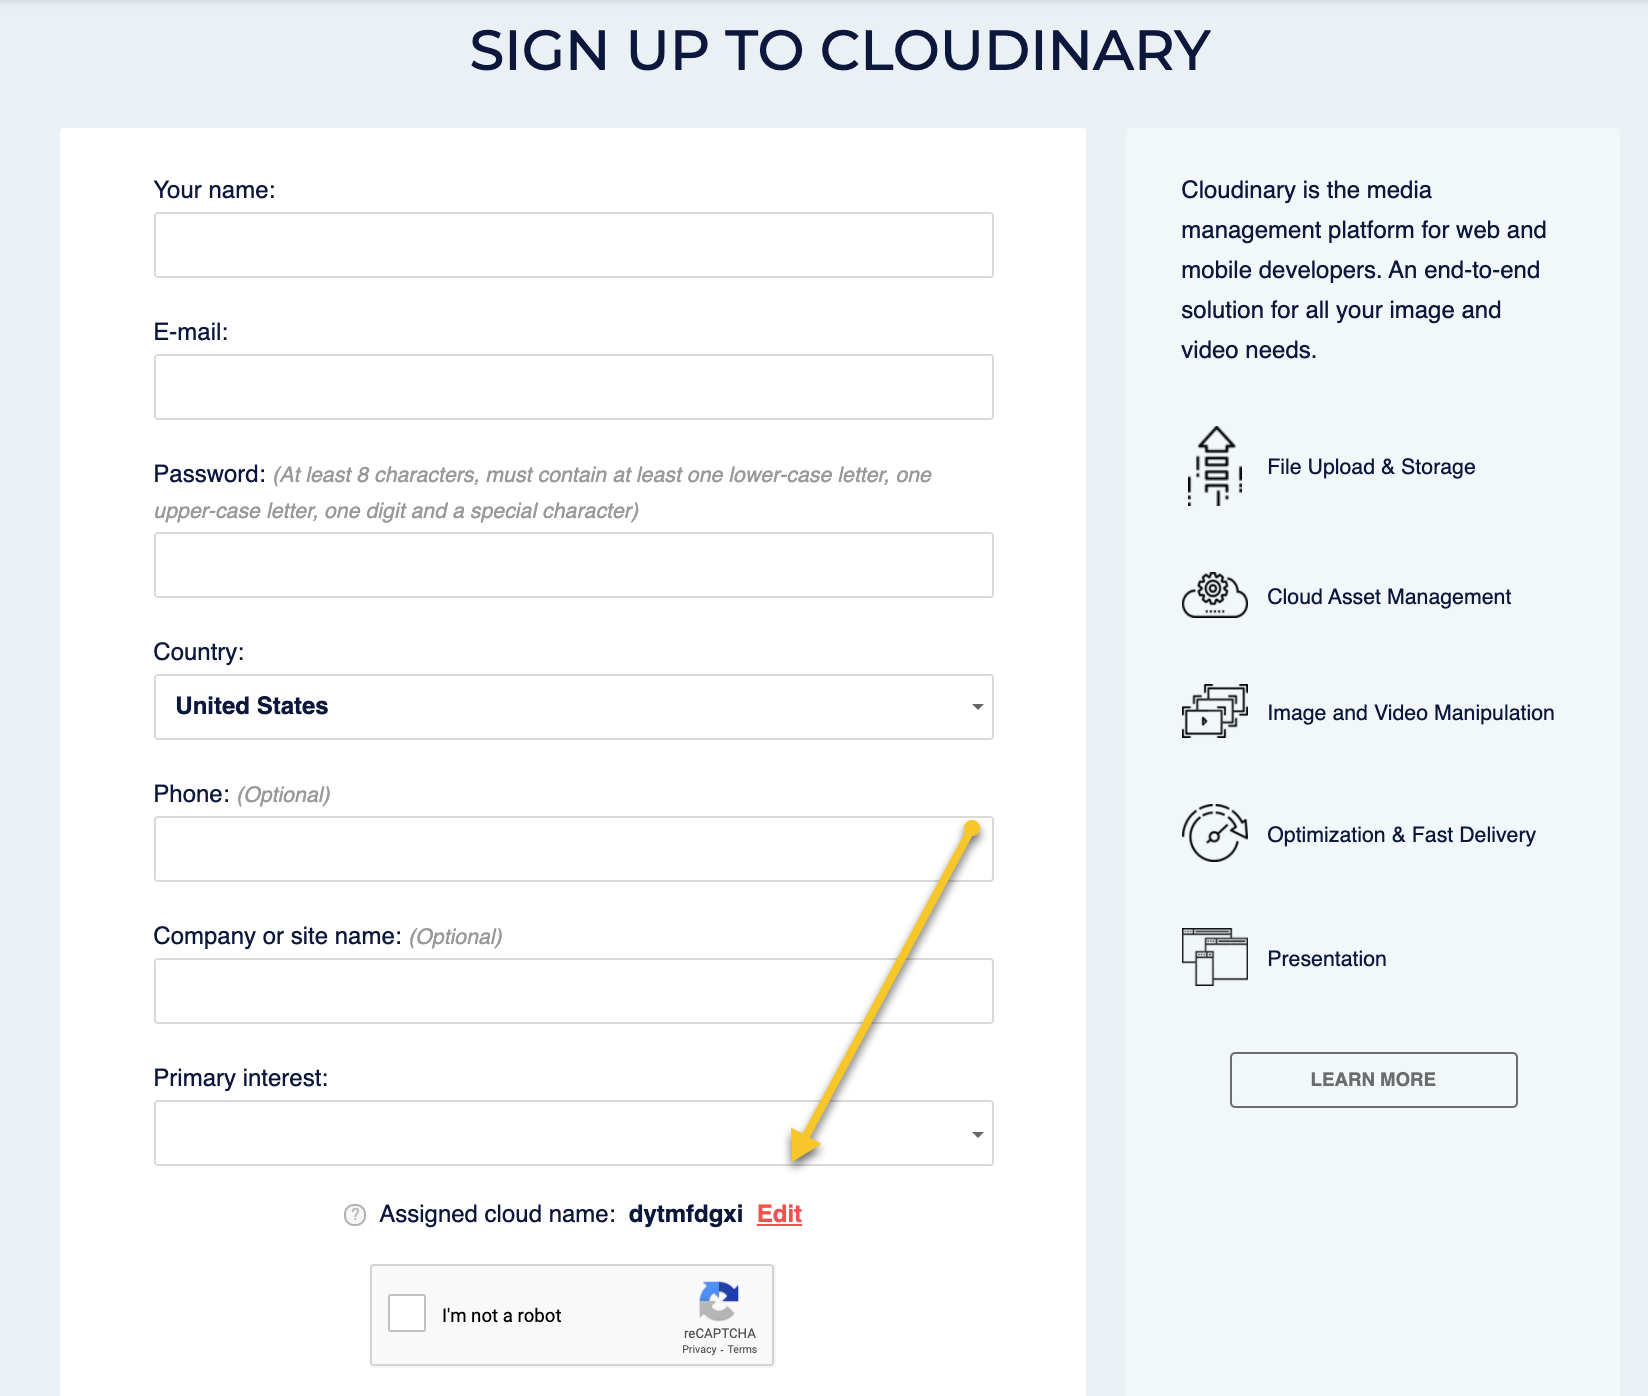 SIGN UP TO CLOUDINARY
Your name:
E-mail:
Password: (At least 8 characters, must contain at least one lower-case letter, one
upper-case letter, one digit and a special character)
Country:
United States
Phone: (Optional)
Company or site name: (Optional)
Primary interest:
? Assigned cloud name: dytmfdgxi Edit
I'm not a robot
reCAPTCHA
Privacy - Terms
Cloudinary is the media
management platform for web and
mobile developers. An end-to-end
solution for all your image and
video needs.
File Upload & Storage
Cloud Asset Management
Image and Video Manipulation
Optimization & Fast Delivery
Presentation
LEARN MORE